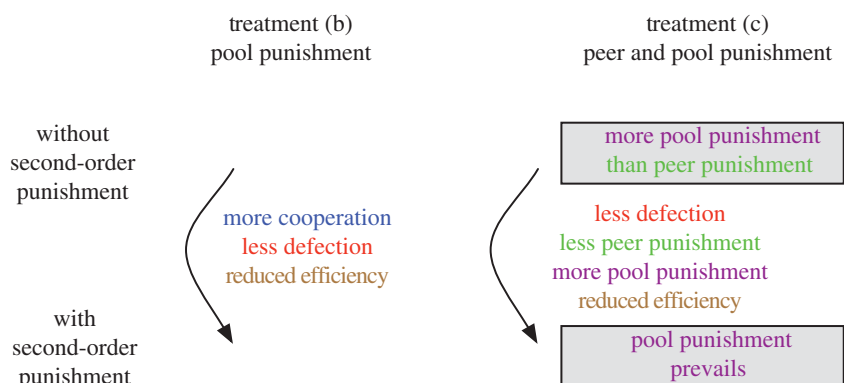 treatment (b)
pool punishment
treatment (c)
peer and pool punishment
without
second-order
punishment
more pool punishment
than peer punishment
more cooperation
less defection
reduced efficiency
less defection
less peer punishment
more pool punishment
reduced efficiency
with
second-order
punishment
pool punishment
prevails